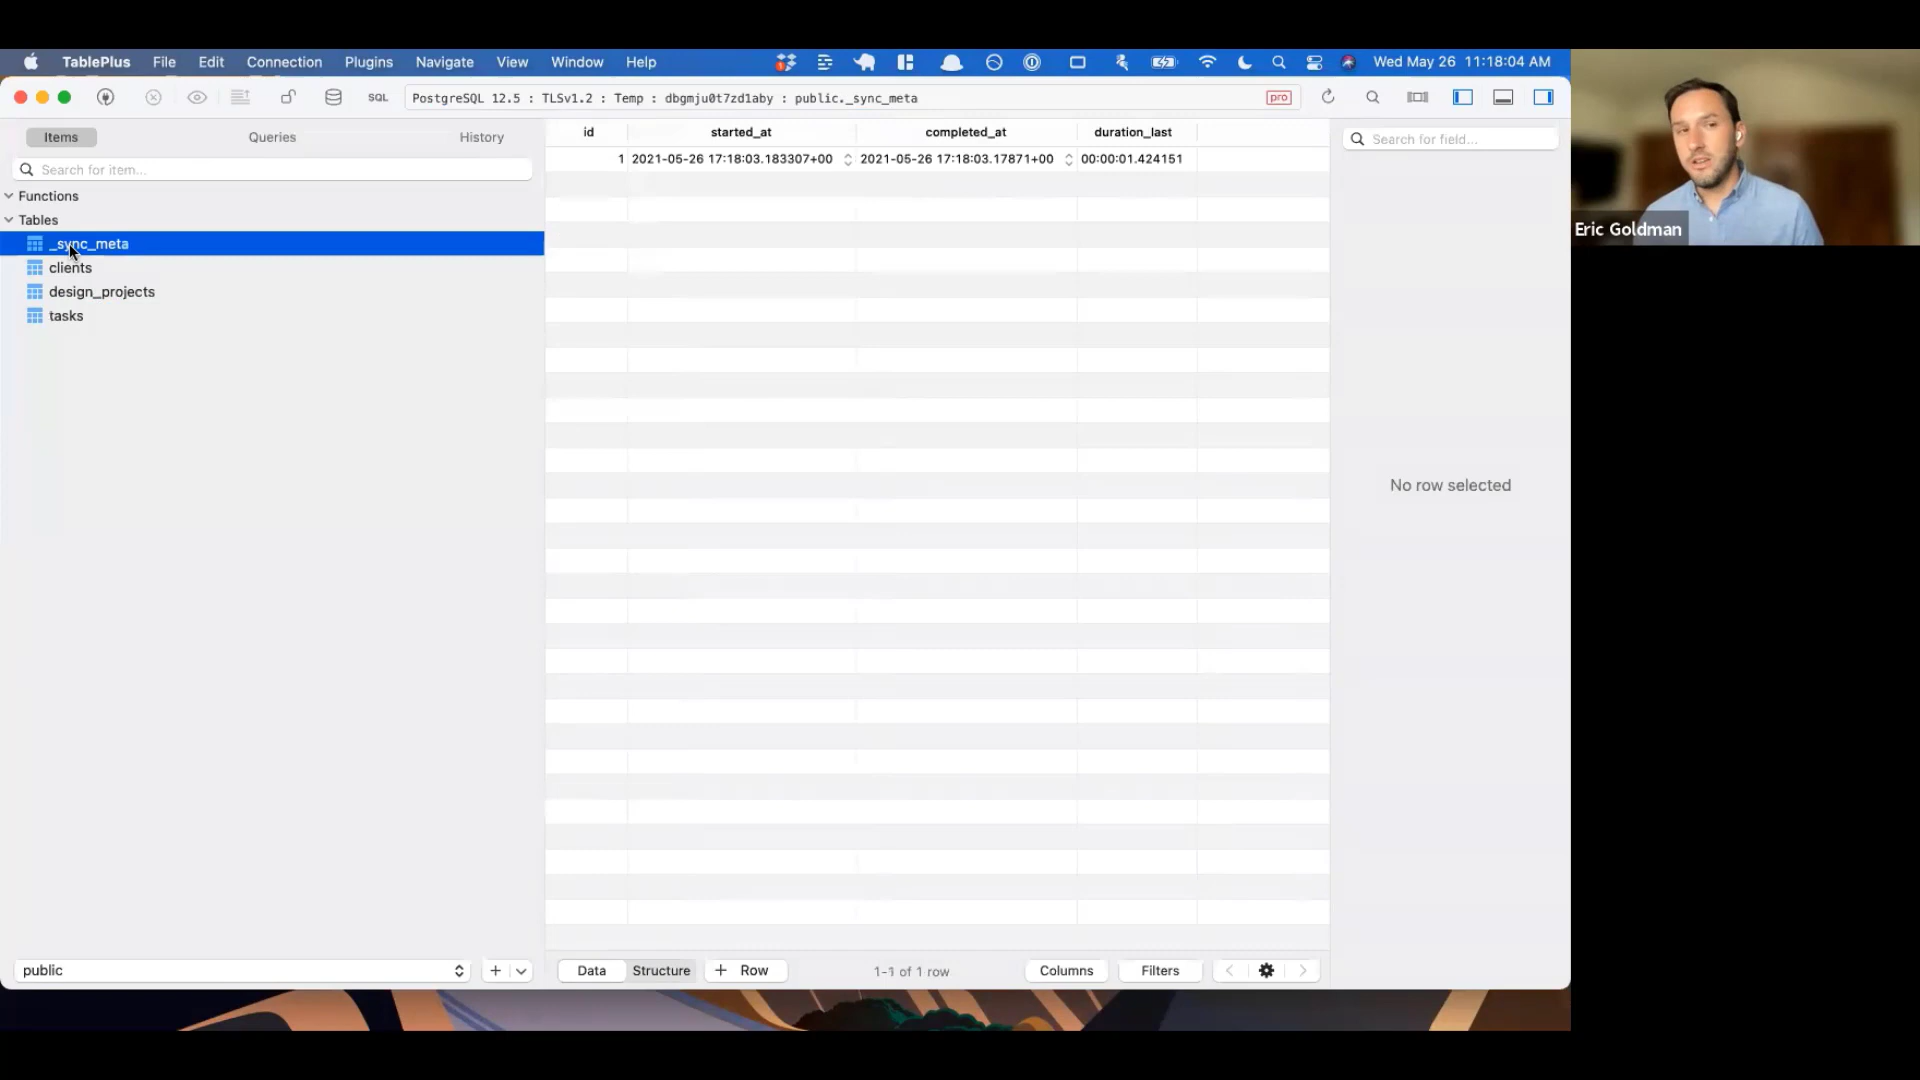 TablePlus File Edit Connection Plugins Navigate View Window Help Wed May 26 11:18:04 AM
SQL PostgreSQL 12.5 : TLSv1.2 : Temp : dbgmju0t7zd1aby : public._sync_meta pro
Items Queries History
id started_at completed_at duration_last
Search for field...
1 2021-05-26 17:18:03.183307+00 2021-05-26 17:18:03.17871+00 00:00:01.424151
Search for item...
Functions
Tables
_sync_meta
clients
design_projects
tasks
Eric Goldman
No row selected
public
Data Structure + Row 1-1 of 1 row Columns Filters